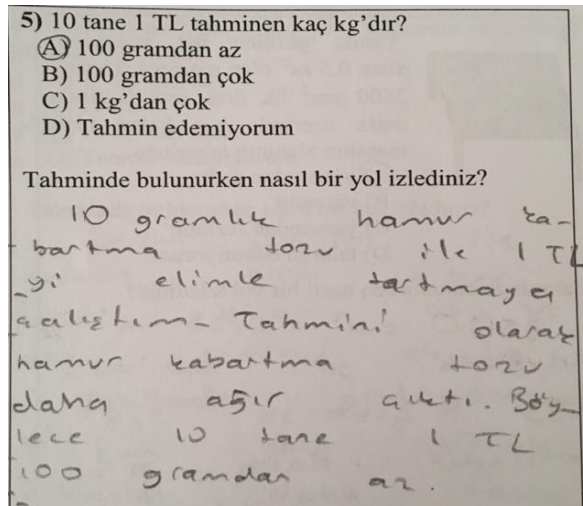 5) 10 tane 1 TL tahminen kaç kg'dır?
A) 100 gramdan az
B) 100 gramdan çok
C) 1 kg'dan çok
D) Tahmin edemiyorum
Tahminde bulunurken nasıl bir yol izlediniz?
10 gramlık hamur ka-
bartma tozu ile 1 TL
yi elimle tartmaya
çalıştım. Tahmini olarak
hamur kabartma tozu
daha ağır çıktı. Böy-
lece 10 tane 1 TL
100 gramdan az.